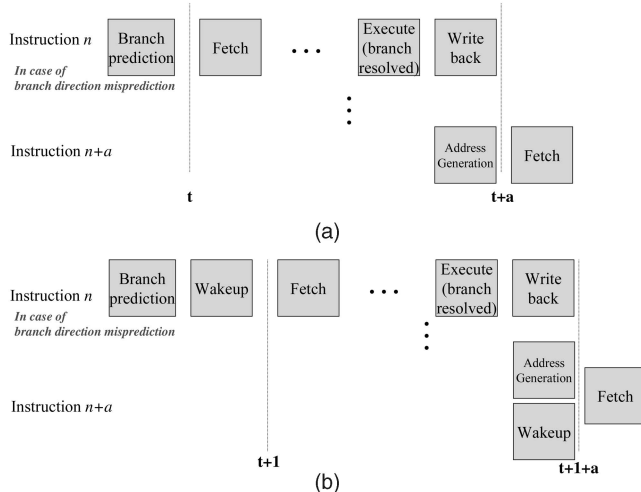 Instruction n
Branch
prediction
Fetch
Execute
(branch
resolved)
Write
back
In case of
branch direction misprediction
Instruction n+a
Address
Generation
Fetch
t
t+a
(a)
Instruction n
Branch
prediction
Wakeup
Fetch
Execute
(branch
resolved)
Write
back
In case of
branch direction misprediction
Address
Generation
Instruction n+a
Fetch
Wakeup
t+1
t+1+a
(b)